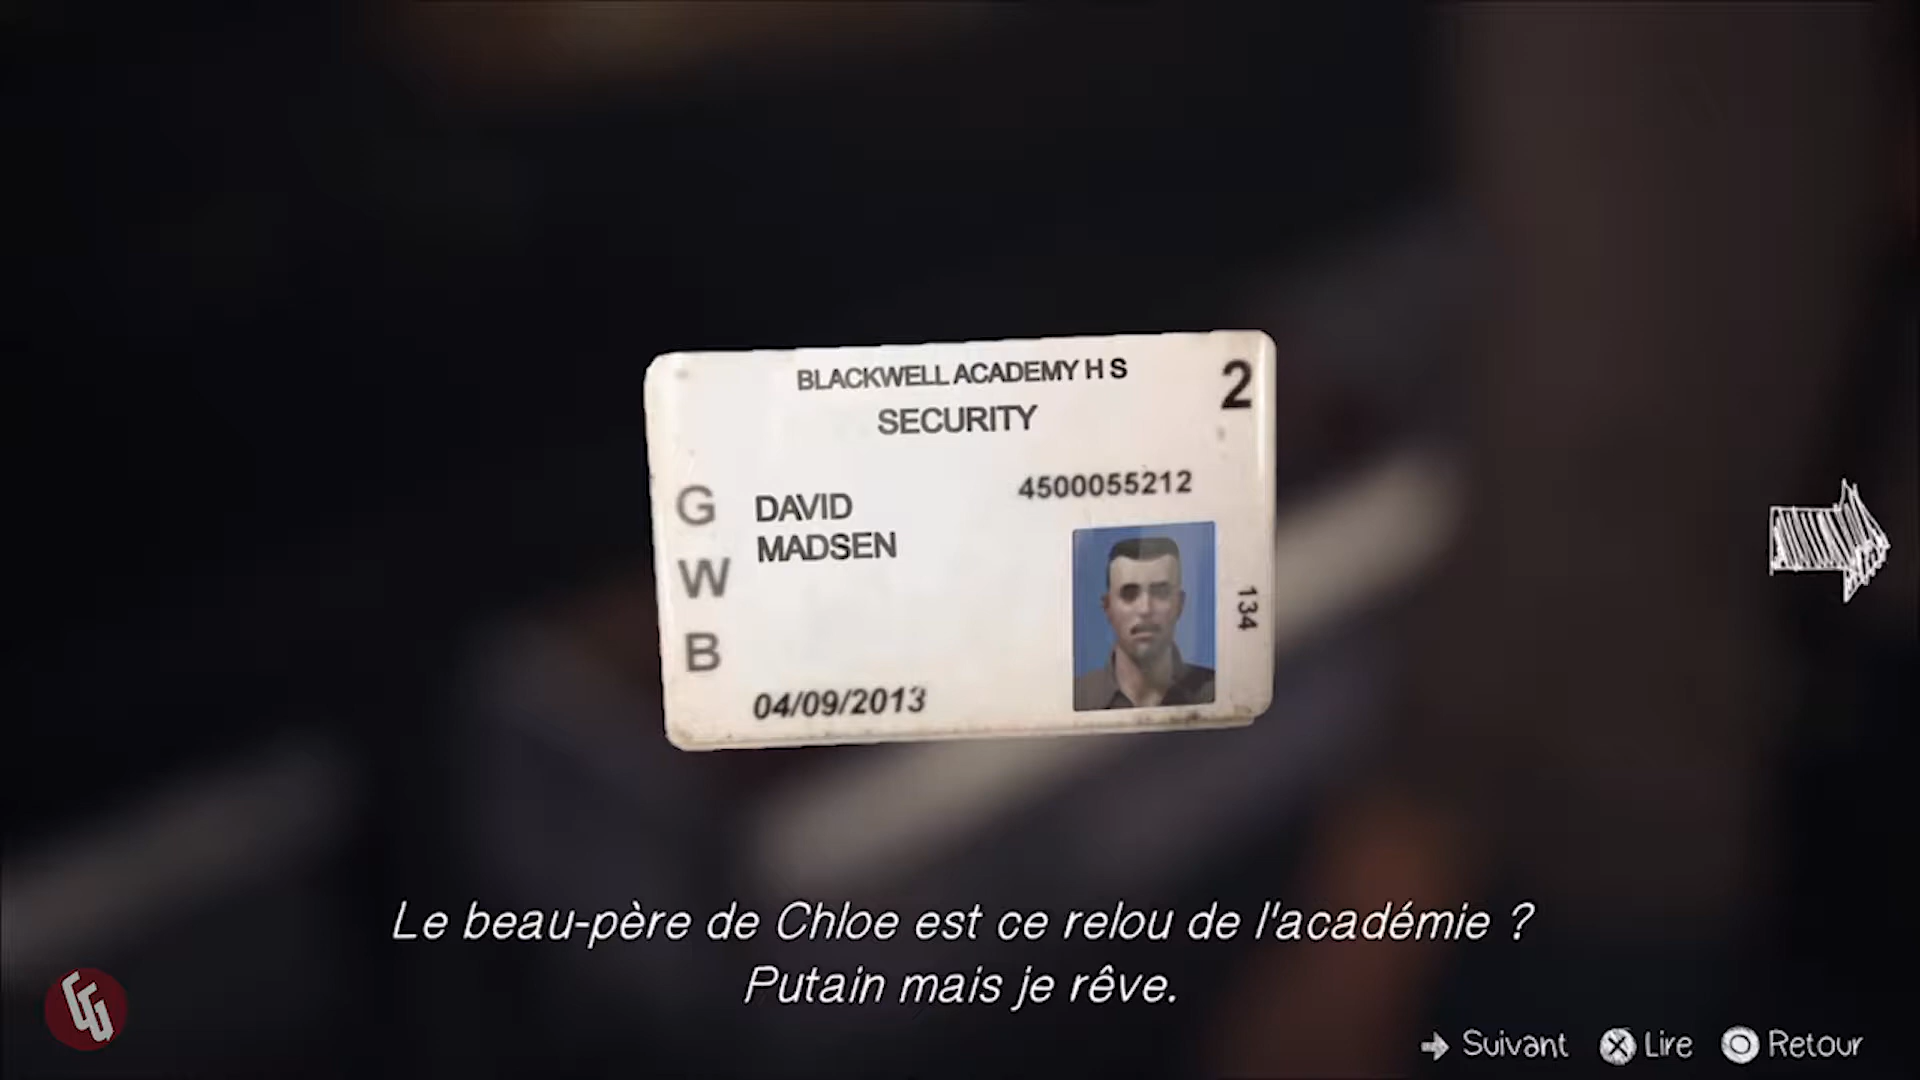 BLACKWELL ACADEMY H S
2
SECURITY
4500055212
G
DAVID
MADSEN
W
134
B
04/09/2013
Le beau-père de Chloe est ce relou de l'académie ?
Putain mais je rêve.
Suivant Lire Retour